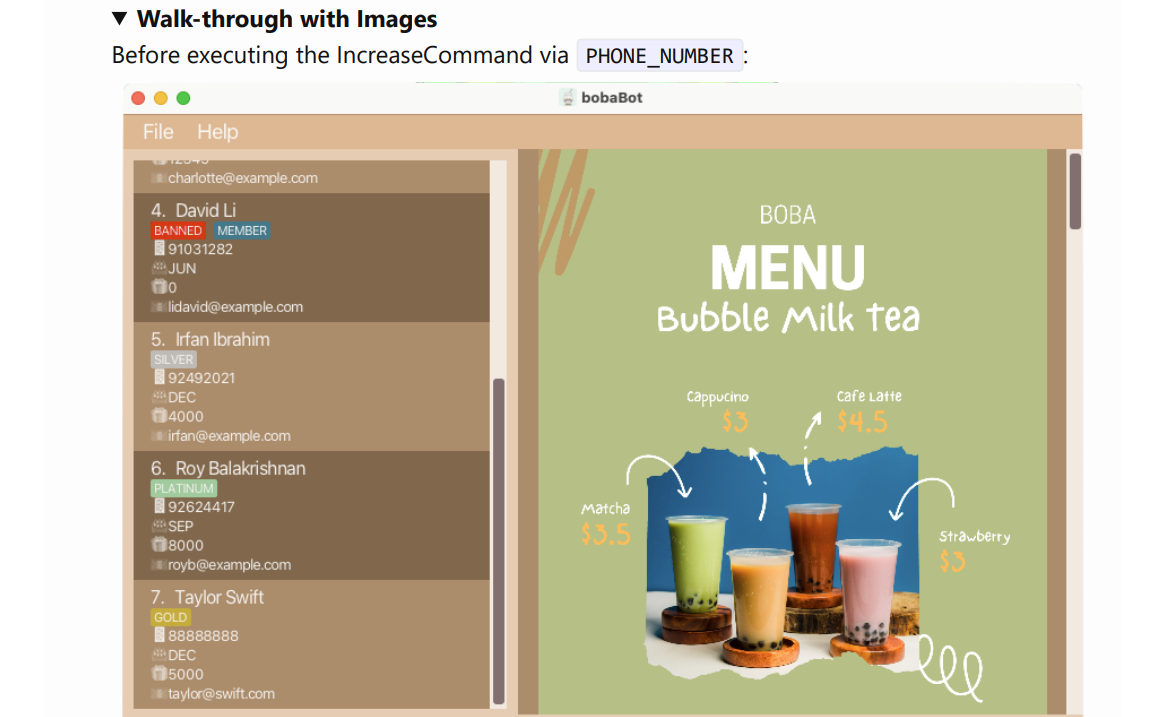 ▼ Walk-through with Images
Before executing the IncreaseCommand via PHONE_NUMBER:
bobaBot
File Help
12345
charlotte@example.com
4. David Li
BANNED MEMBER
91031282
JUN
0
lidavid@example.com
5. Irfan Ibrahim
SILVER
92492021
DEC
4000
irfan@example.com
6. Roy Balakrishnan
PLATINUM
92624417
SEP
8000
royb@example.com
7. Taylor Swift
GOLD
88888888
DEC
5000
taylor@swift.com
BOBA
MENU
Bubble Milk Tea
Cappucino
$3
Cafe Latte
$4.5
Matcha
$3.5
Strawberry
$3